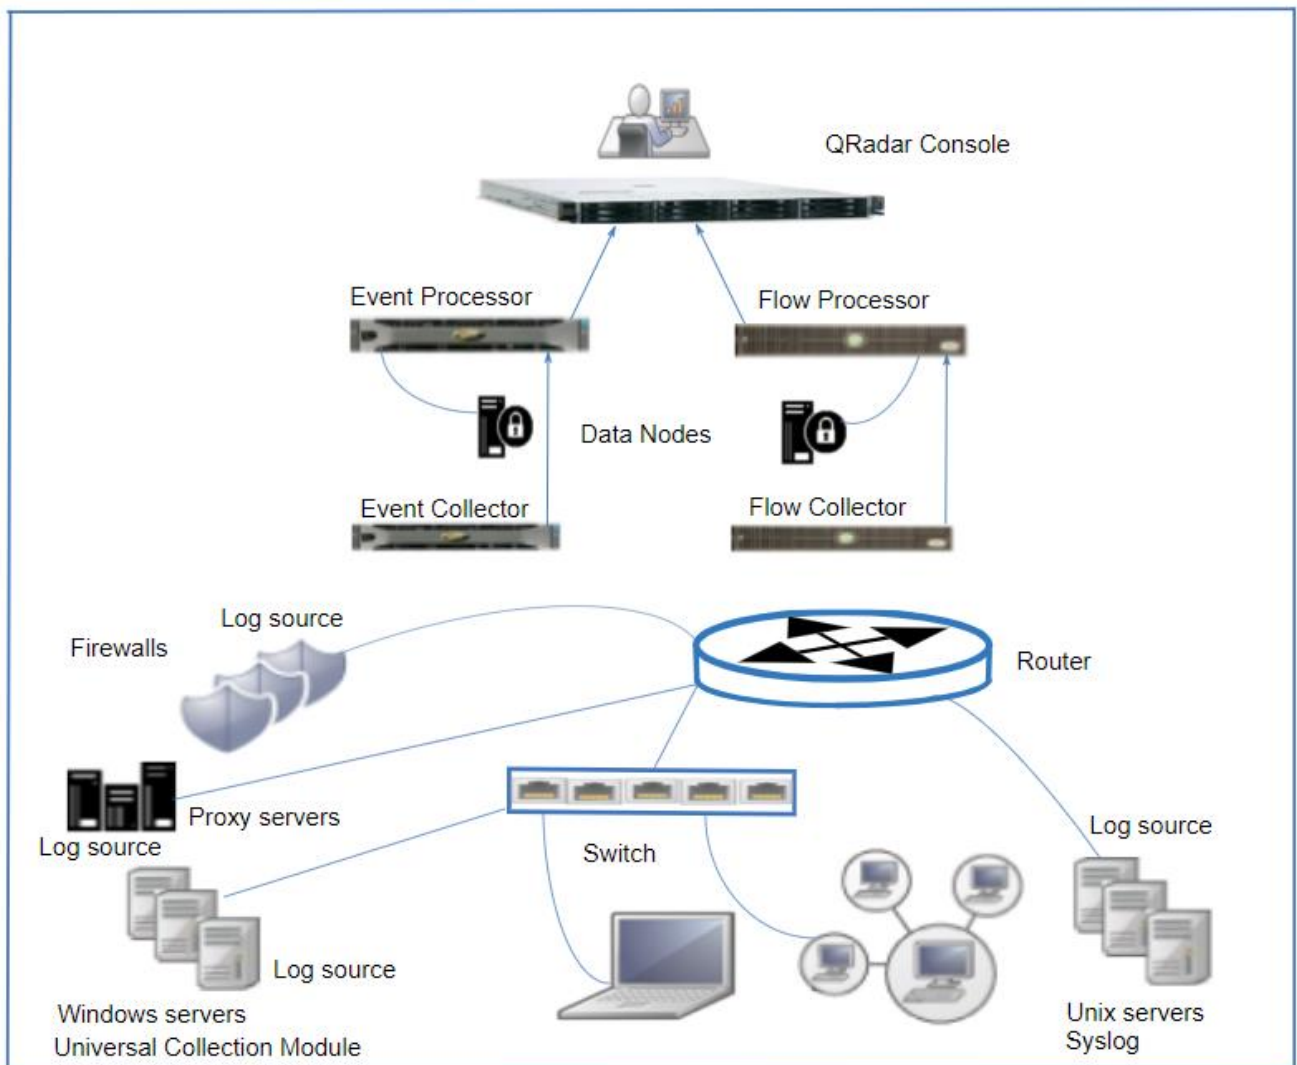 QRadar Console
Event Processor
Flow Processor
Data Nodes
Event Collector
Flow Collector
Log source
Firewalls
Router
Proxy servers
Log source
Switch
Log source
Log source
Windows servers
Universal Collection Module
Unix servers
Syslog